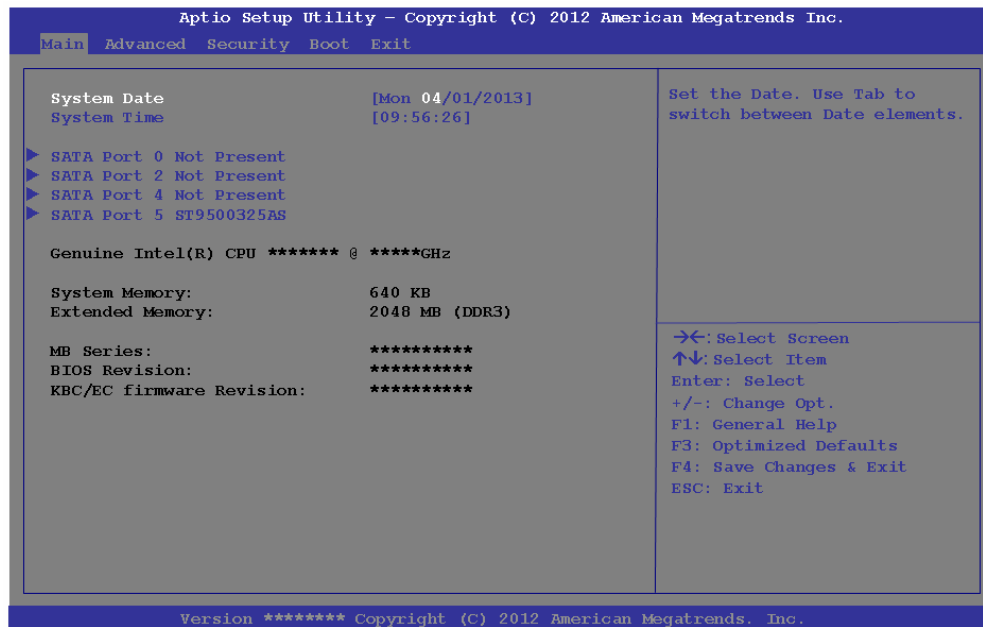 Aptio Setup Utility – Copyright (C) 2012 American Megatrends Inc.
Main Advanced Security Boot Exit
System Date [Mon 04/01/2013]
System Time [09:56:26]
SATA Port 0 Not Present
SATA Port 2 Not Present
SATA Port 4 Not Present
SATA Port 5 ST9500325AS
Genuine Intel(R) CPU ******* @ *****GHz
System Memory: 640 KB
Extended Memory: 2048 MB (DDR3)
MB Series: **********
BIOS Revision: **********
KBC/EC firmware Revision: **********
Set the Date. Use Tab to
switch between Date elements.
→←: Select Screen
↑↓: Select Item
Enter: Select
+/-: Change Opt.
F1: General Help
F3: Optimized Defaults
F4: Save Changes & Exit
ESC: Exit
Version ******** Copyright (C) 2012 American Megatrends. Inc.